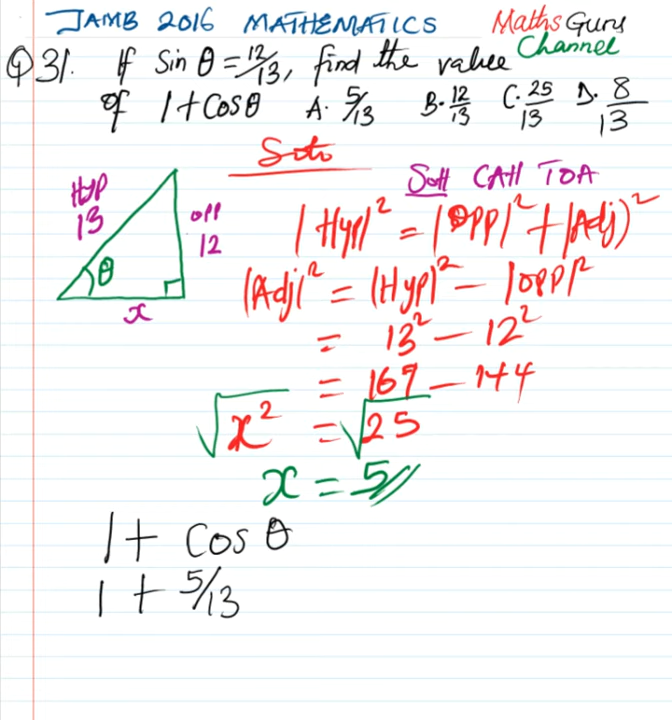 JAMB 2016 MATHEMATICS Maths Guru Channel
Q31. If Sin θ = 12/13, find the value
of 1 + Cosθ A. 5/13 B. 12/13 C. 25/13 D. 8/13
Soln
SOH CAH TOA
Hyp 13
opp 12
θ
x
|Hyp|² = |Opp|² + |Adj|²
|Adj|² = |Hyp|² - |opp|²
= 13² - 12²
= 169 - 144
√x² = √25
x = 5//
1 + Cos θ
1 + 5/13